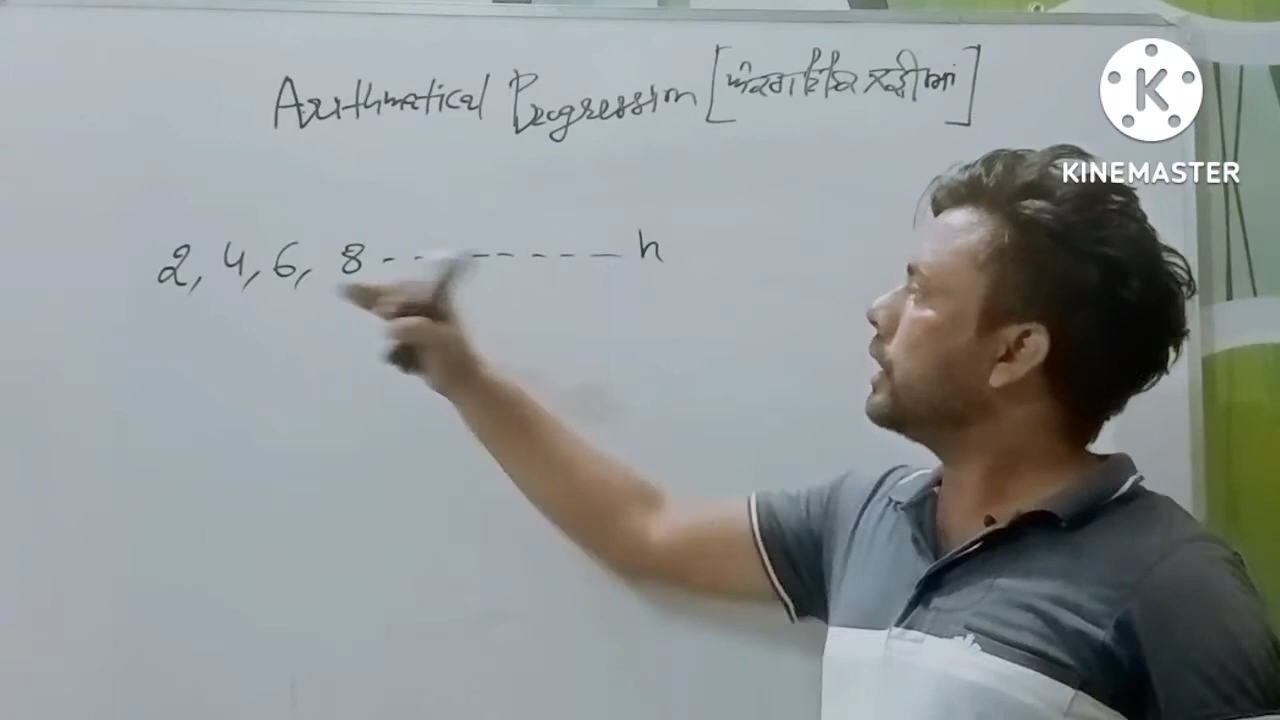 Arithmetical Progression [ਅੰਕਗਣਿਤਿਕ ਲੜੀਆਂ]
K
KINEMASTER
2, 4, 6, 8 - - - - - - - - n